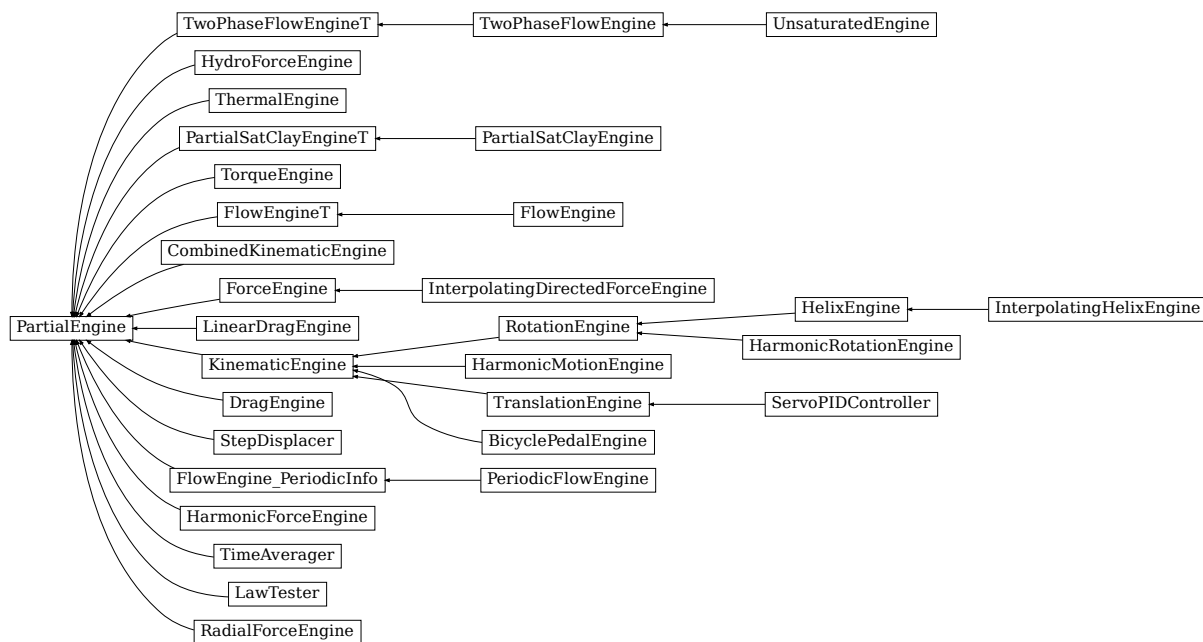 TwoPhaseFlowEngineT
TwoPhaseFlowEngine
UnsaturatedEngine
HydroForceEngine
ThermalEngine
PartialSatClayEngineT
PartialSatClayEngine
TorqueEngine
FlowEngineT
FlowEngine
CombinedKinematicEngine
ForceEngine
InterpolatingDirectedForceEngine
HelixEngine
InterpolatingHelixEngine
PartialEngine
LinearDragEngine
RotationEngine
HarmonicRotationEngine
KinematicEngine
HarmonicMotionEngine
DragEngine
TranslationEngine
ServoPIDController
StepDisplacer
BicyclePedalEngine
FlowEngine_PeriodicInfo
PeriodicFlowEngine
HarmonicForceEngine
TimeAverager
LawTester
RadialForceEngine